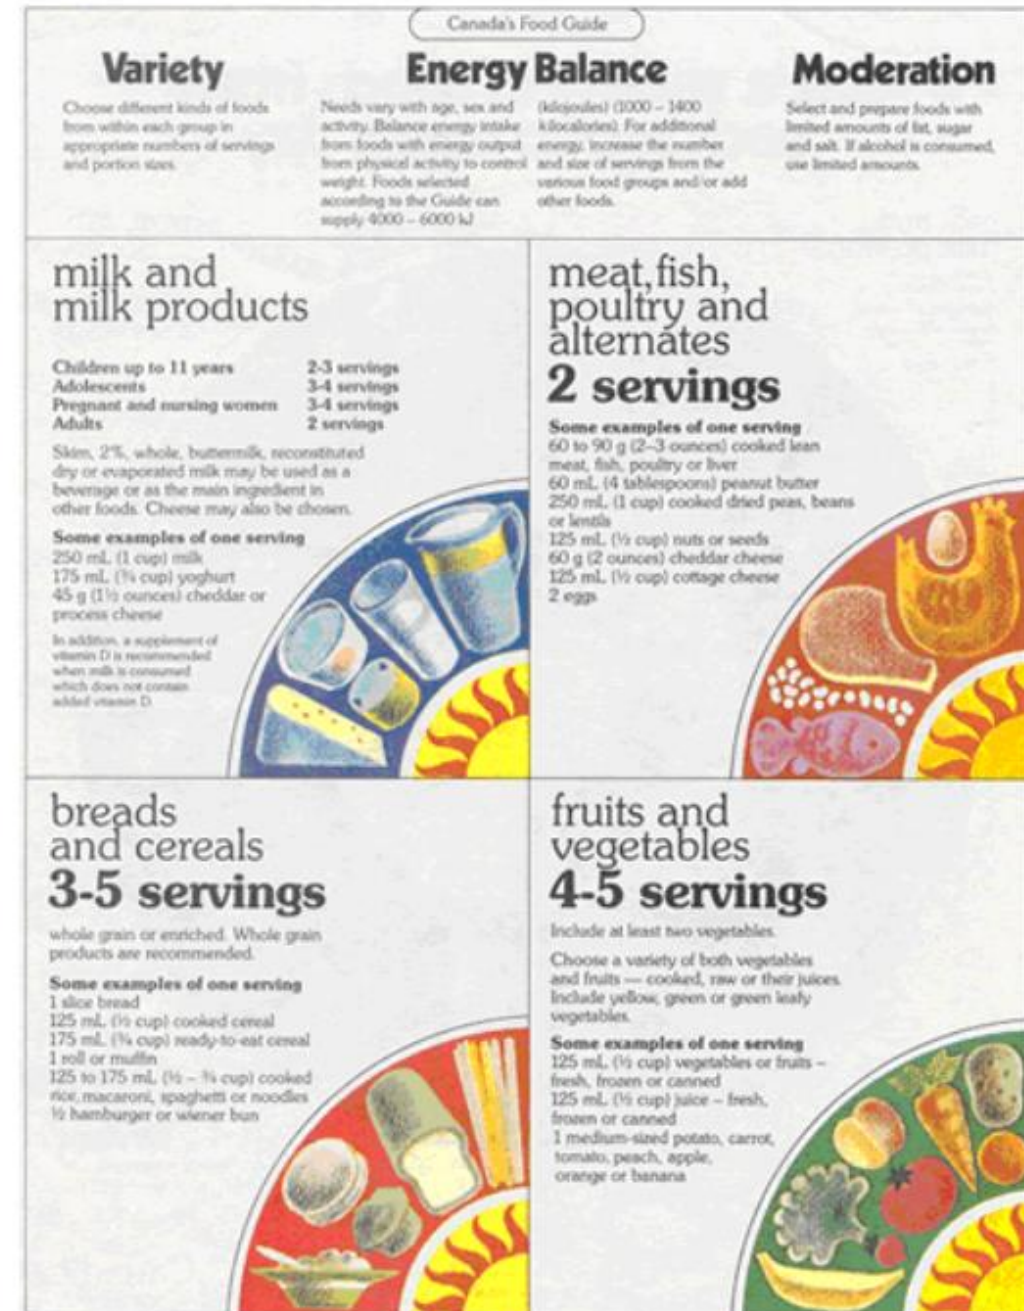 Canada's Food Guide
Variety
Choose different kinds of foods
from within each group in
appropriate numbers of servings
and portion sizes.
Energy Balance
Needs vary with age, sex and
activity. Balance energy intake
from foods with energy output
from physical activity to control
weight. Foods selected
according to the Guide can
supply 4000 – 6000 kJ
(kilojoules) (1000 – 1400
kilocalories). For additional
energy, increase the number
and size of servings from the
various food groups and/or add
other foods.
Moderation
Select and prepare foods with
limited amounts of fat, sugar
and salt. If alcohol is consumed,
use limited amounts.
milk and
milk products
Children up to 11 years 2-3 servings
Adolescents 3-4 servings
Pregnant and nursing women 3-4 servings
Adults 2 servings
Skim, 2%, whole, buttermilk, reconstituted
dry or evaporated milk may be used as a
beverage or as the main ingredient in
other foods. Cheese may also be chosen.
Some examples of one serving
250 mL (1 cup) milk
175 mL (¾ cup) yoghurt
45 g (1½ ounces) cheddar or
process cheese
In addition, a supplement of
vitamin D is recommended
when milk is consumed
which does not contain
added vitamin D.
meat, fish,
poultry and
alternates
2 servings
Some examples of one serving
60 to 90 g (2–3 ounces) cooked lean
meat, fish, poultry or liver
60 mL (4 tablespoons) peanut butter
250 mL (1 cup) cooked dried peas, beans
or lentils
125 mL (½ cup) nuts or seeds
60 g (2 ounces) cheddar cheese
125 mL (½ cup) cottage cheese
2 eggs
breads
and cereals
3-5 servings
whole grain or enriched. Whole grain
products are recommended.
Some examples of one serving
1 slice bread
125 mL (½ cup) cooked cereal
175 mL (¾ cup) ready-to-eat cereal
1 roll or muffin
125 to 175 mL (½ – ¾ cup) cooked
rice, macaroni, spaghetti or noodles
½ hamburger or wiener bun
fruits and
vegetables
4-5 servings
Include at least two vegetables.
Choose a variety of both vegetables
and fruits — cooked, raw or their juices.
Include yellow, green or green leafy
vegetables.
Some examples of one serving
125 mL (½ cup) vegetables or fruits –
fresh, frozen or canned
125 mL (½ cup) juice – fresh,
frozen or canned
1 medium-sized potato, carrot,
tomato, peach, apple,
orange or banana